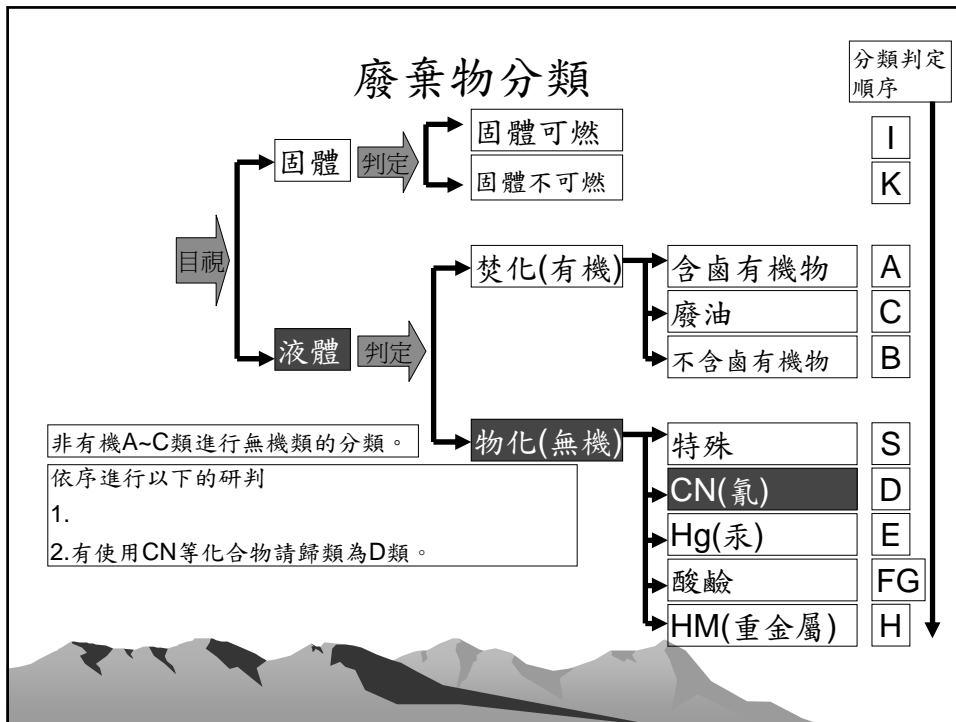 廢棄物分類
分類判定
順序
固體
判定
固體可燃
I
固體不可燃
K
目視
液體
判定
焚化(有機)
含鹵有機物
A
廢油
C
不含鹵有機物
B
非有機A~C類進行無機類的分類。
依序進行以下的研判
1.
2.有使用CN等化合物請歸類為D類。
物化(無機)
特殊
S
CN(氰)
D
Hg(汞)
E
酸鹼
FG
HM(重金屬)
H